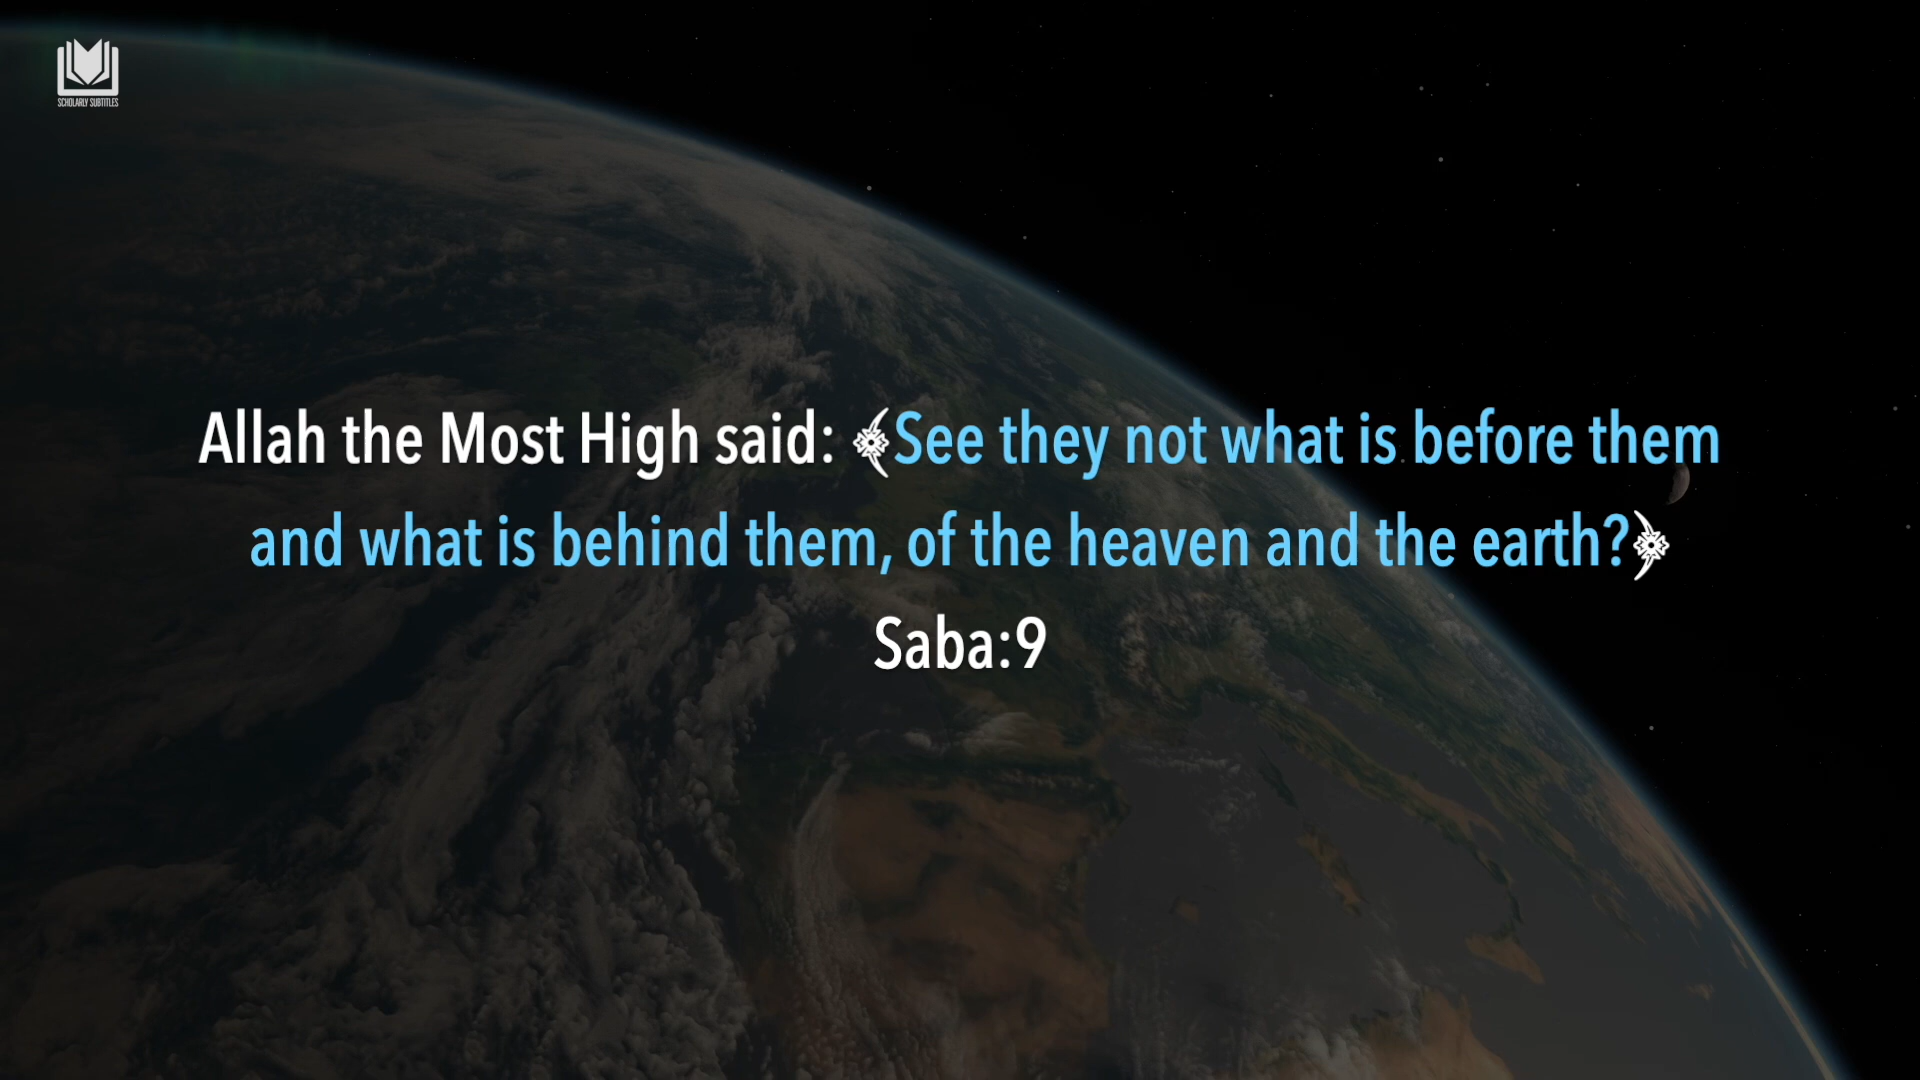 SCHOLARLY SUBTITLES
Allah the Most High said: ﴾See they not what is before them
and what is behind them, of the heaven and the earth?﴿
Saba:9